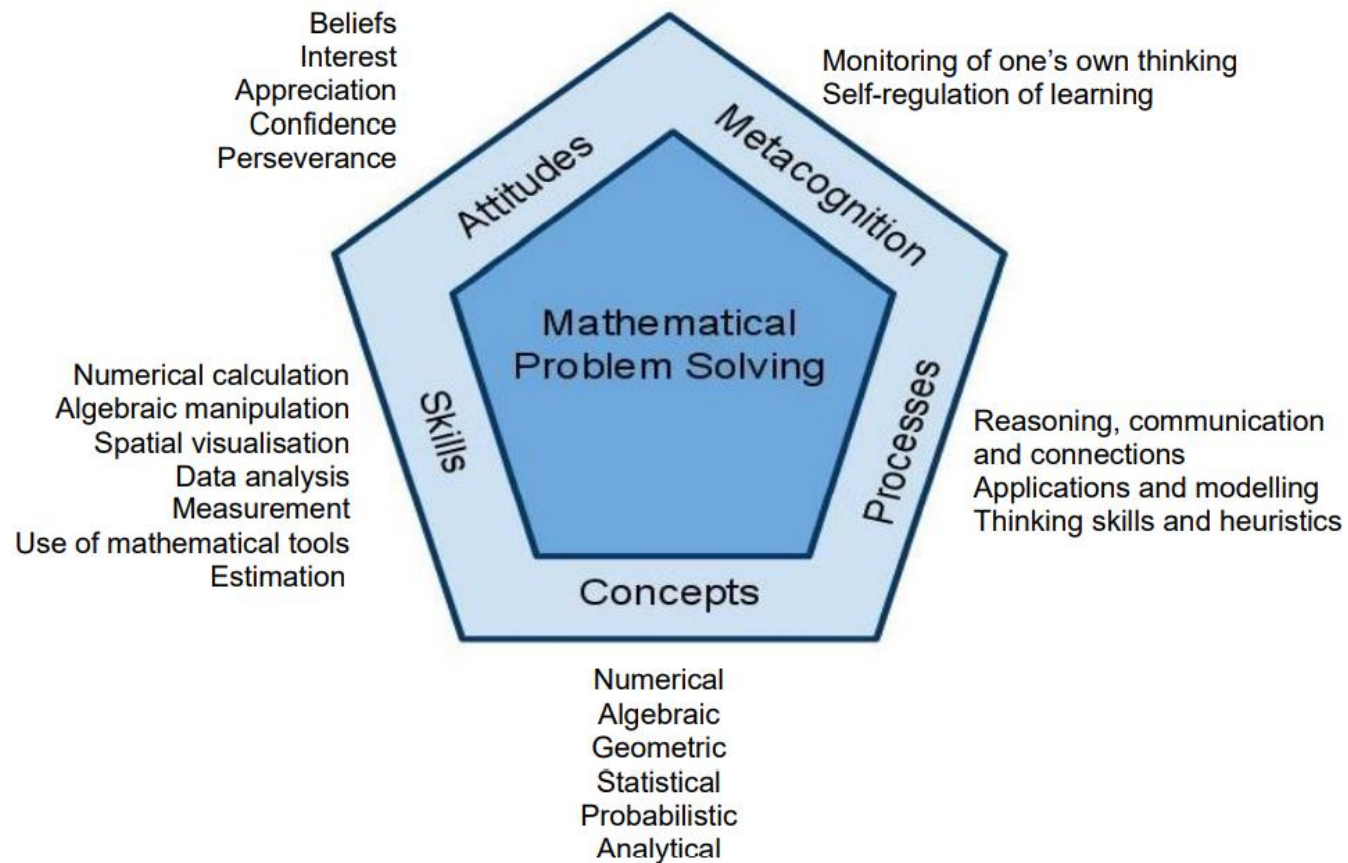 Beliefs
Interest
Appreciation
Confidence
Perseverance
Monitoring of one’s own thinking
Self-regulation of learning
Attitudes
Metacognition
Mathematical
Problem Solving
Numerical calculation
Algebraic manipulation
Spatial visualisation
Data analysis
Measurement
Use of mathematical tools
Estimation
Skills
Processes
Reasoning, communication
and connections
Applications and modelling
Thinking skills and heuristics
Concepts
Numerical
Algebraic
Geometric
Statistical
Probabilistic
Analytical